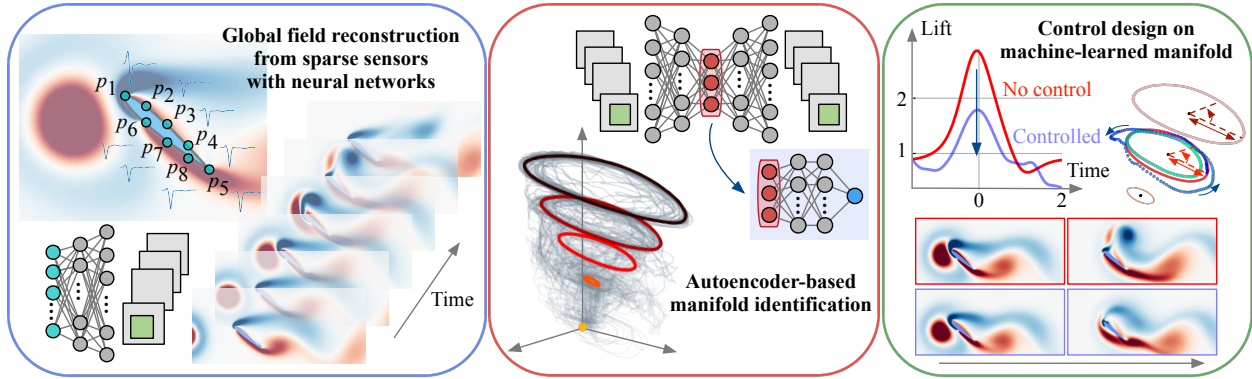 Global field reconstruction
from sparse sensors
with neural networks
p1
p2
p3
p6
p4
p7
p8
p5
Time
Autoencoder-based
manifold identification
Control design on
machine-learned manifold
Lift
No control
2
Controlled
1
Time
0
2